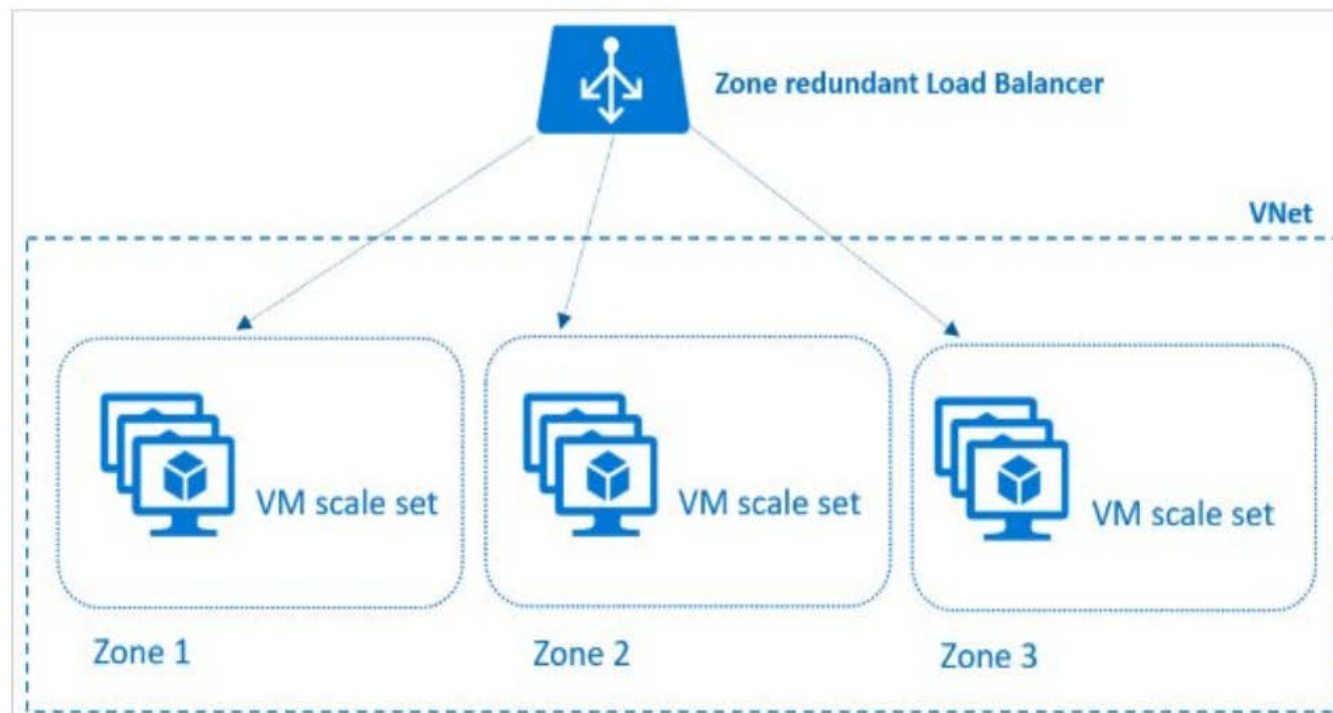 Zone redundant Load Balancer
VNet
VM scale set
VM scale set
VM scale set
Zone 1
Zone 2
Zone 3